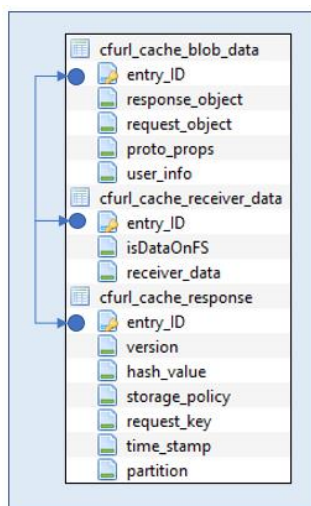 cfurl_cache_blob_data
entry_ID
response_object
request_object
proto_props
user_info
cfurl_cache_receiver_data
entry_ID
isDataOnFS
receiver_data
cfurl_cache_response
entry_ID
version
hash_value
storage_policy
request_key
time_stamp
partition